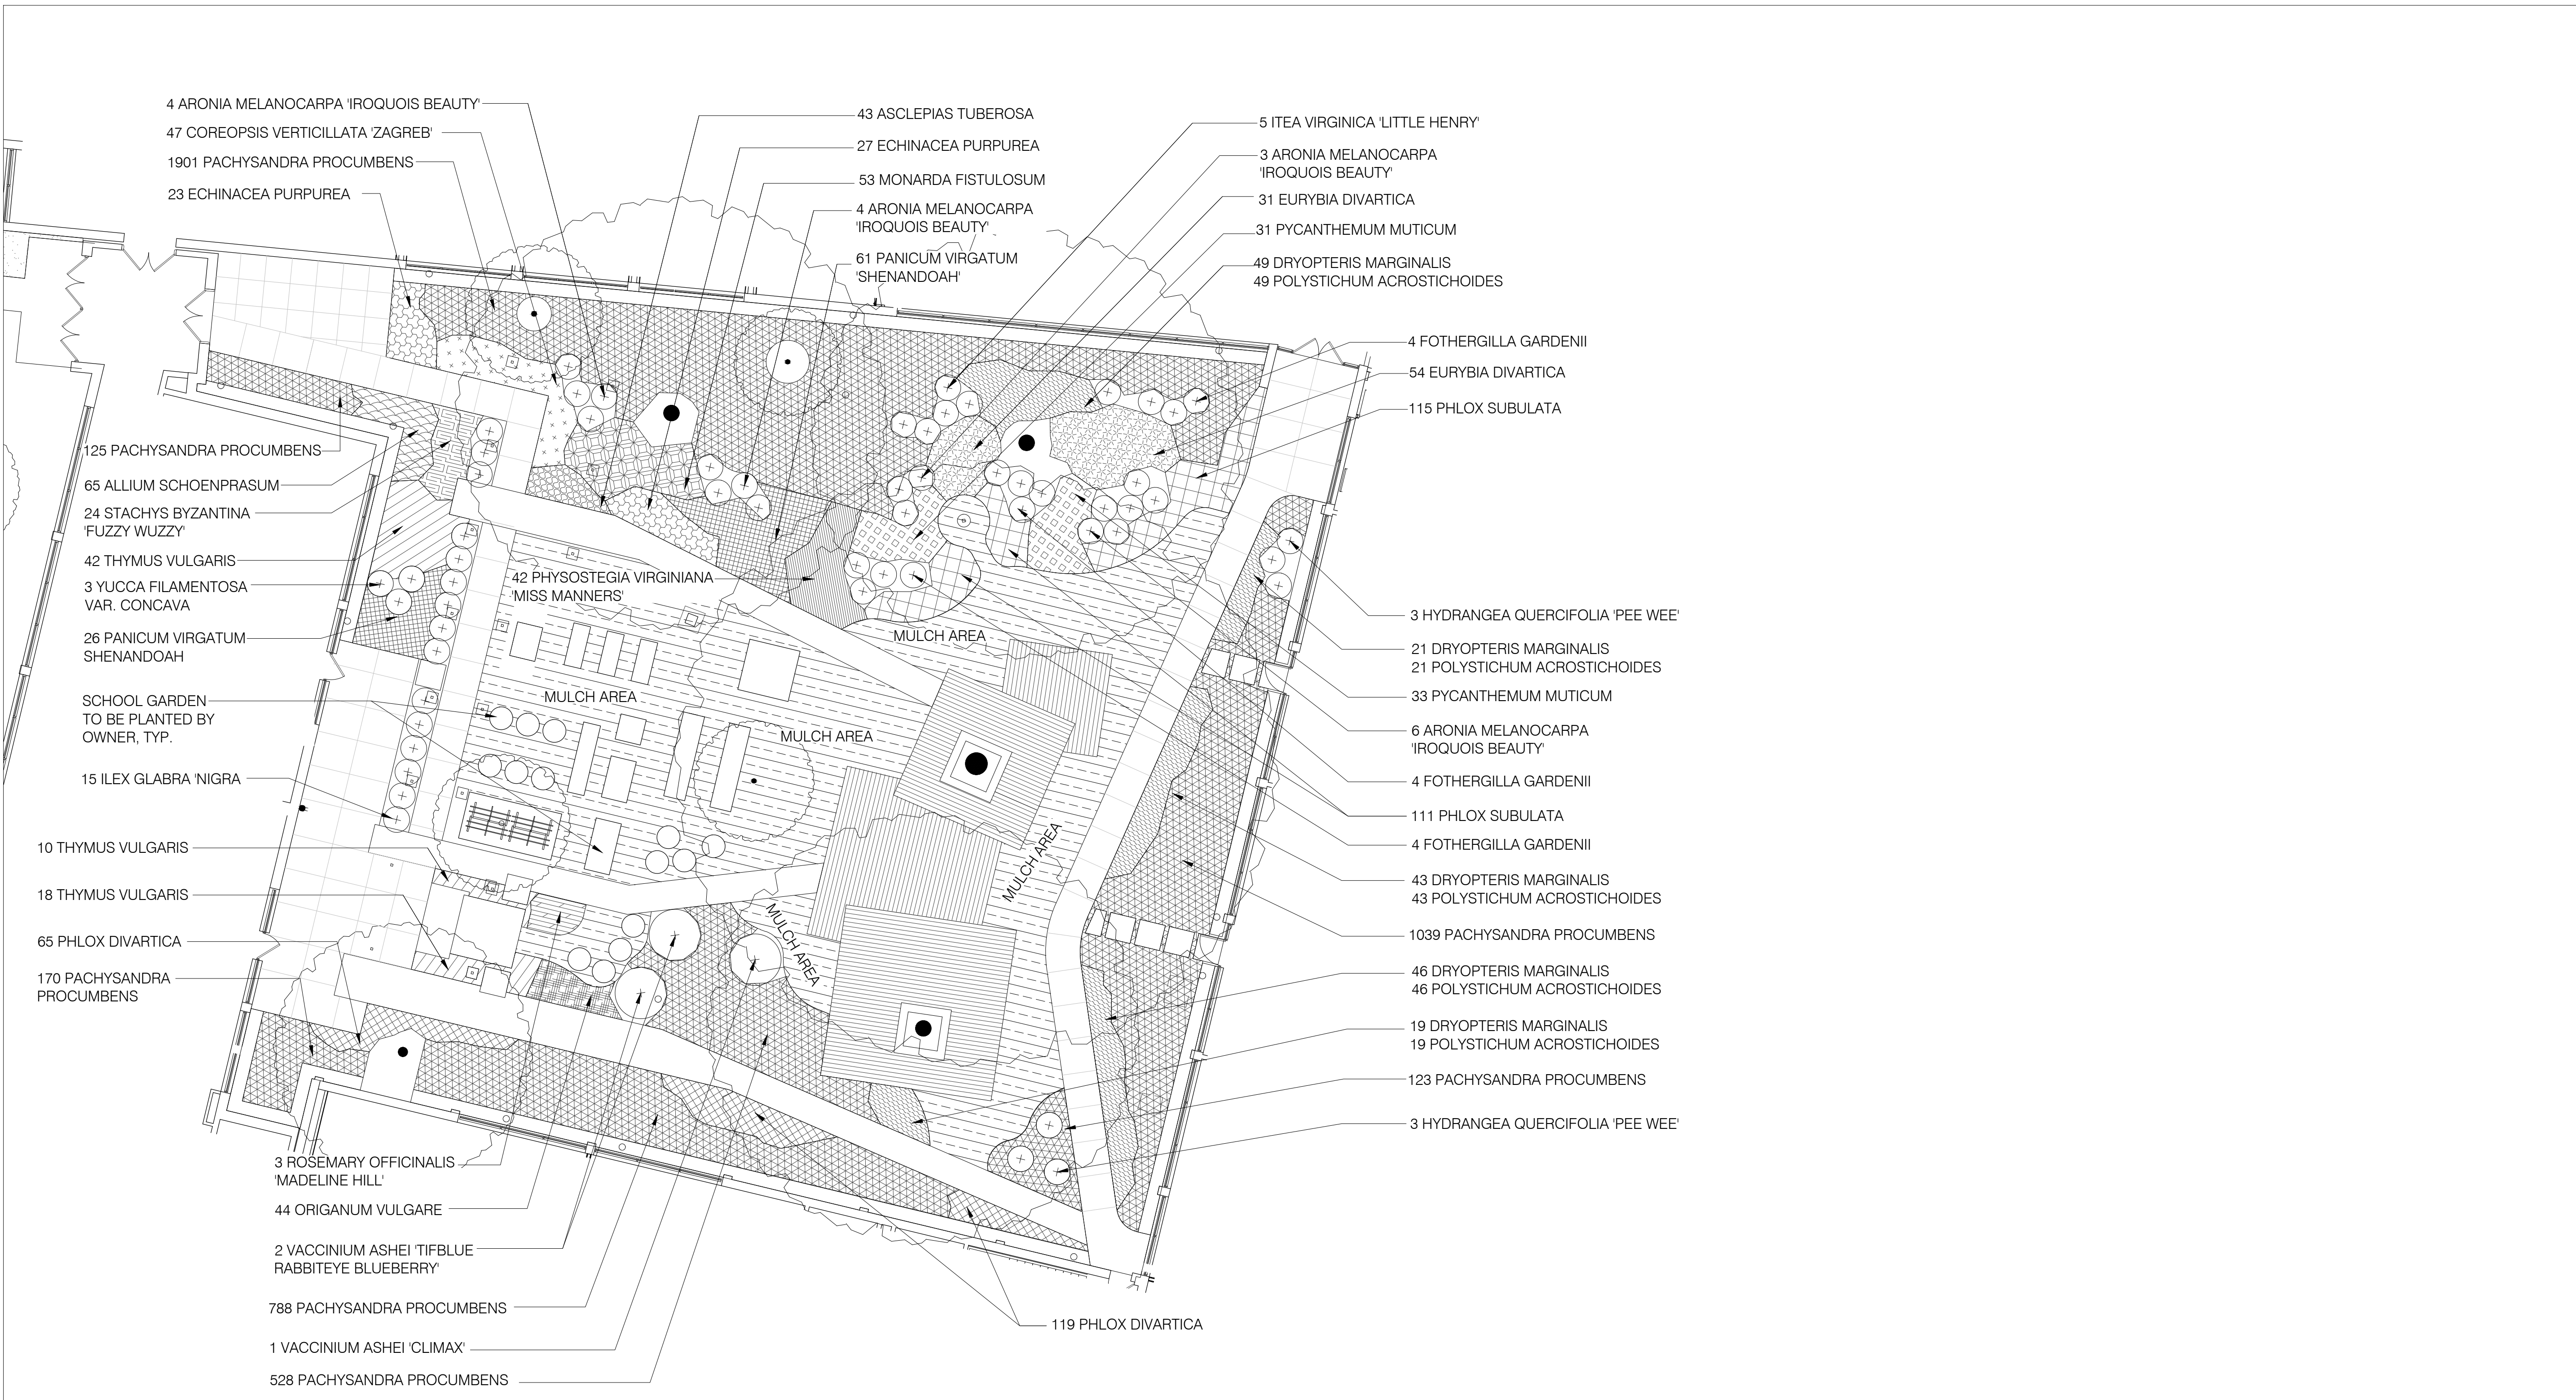 4 ARONIA MELANOCARPA 'IROQUOIS BEAUTY'
47 COREOPSIS VERTICILLATA 'ZAGREB'
1901 PACHYSANDRA PROCUMBENS
23 ECHINACEA PURPUREA
43 ASCLEPIAS TUBEROSA
27 ECHINACEA PURPUREA
53 MONARDA FISTULOSUM
4 ARONIA MELANOCARPA
'IROQUOIS BEAUTY'
61 PANICUM VIRGATUM
'SHENANDOAH'
5 ITEA VIRGINICA 'LITTLE HENRY'
3 ARONIA MELANOCARPA
'IROQUOIS BEAUTY'
31 EURYBIA DIVARTICA
31 PYCANTHEMUM MUTICUM
49 DRYOPTERIS MARGINALIS
49 POLYSTICHUM ACROSTICHOIDES
4 FOTHERGILLA GARDENII
54 EURYBIA DIVARTICA
115 PHLOX SUBULATA
125 PACHYSANDRA PROCUMBENS
65 ALLIUM SCHOENPRASUM
24 STACHYS BYZANTINA
'FUZZY WUZZY'
42 THYMUS VULGARIS
3 YUCCA FILAMENTOSA
VAR. CONCAVA
26 PANICUM VIRGATUM
SHENANDOAH
SCHOOL GARDEN
TO BE PLANTED BY
OWNER, TYP.
15 ILEX GLABRA 'NIGRA
10 THYMUS VULGARIS
18 THYMUS VULGARIS
65 PHLOX DIVARTICA
170 PACHYSANDRA
PROCUMBENS
42 PHYSOSTEGIA VIRGINIANA
'MISS MANNERS'
MULCH AREA
MULCH AREA
MULCH AREA
MULCH AREA
MULCH AREA
3 HYDRANGEA QUERCIFOLIA 'PEE WEE'
21 DRYOPTERIS MARGINALIS
21 POLYSTICHUM ACROSTICHOIDES
33 PYCANTHEMUM MUTICUM
6 ARONIA MELANOCARPA
'IROQUOIS BEAUTY'
4 FOTHERGILLA GARDENII
111 PHLOX SUBULATA
4 FOTHERGILLA GARDENII
43 DRYOPTERIS MARGINALIS
43 POLYSTICHUM ACROSTICHOIDES
1039 PACHYSANDRA PROCUMBENS
46 DRYOPTERIS MARGINALIS
46 POLYSTICHUM ACROSTICHOIDES
19 DRYOPTERIS MARGINALIS
19 POLYSTICHUM ACROSTICHOIDES
123 PACHYSANDRA PROCUMBENS
3 HYDRANGEA QUERCIFOLIA 'PEE WEE'
3 ROSEMARY OFFICINALIS
'MADELINE HILL'
44 ORIGANUM VULGARE
2 VACCINIUM ASHEI 'TIFBLUE
RABBITEYE BLUEBERRY'
788 PACHYSANDRA PROCUMBENS
1 VACCINIUM ASHEI 'CLIMAX'
528 PACHYSANDRA PROCUMBENS
119 PHLOX DIVARTICA